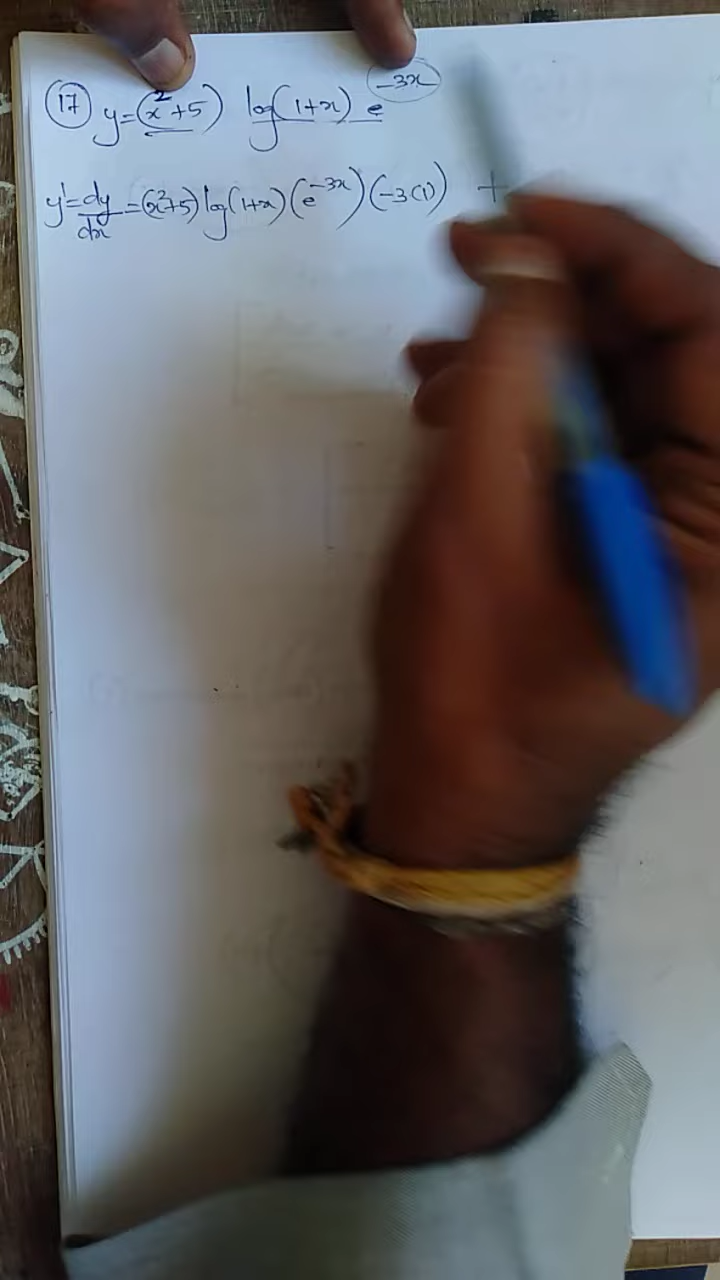 17 y=(x²+5) log(1+x) e^-3x
y'=dy/dx=(x²+5)log(1+x)(e^-3x)(-3(1)) +